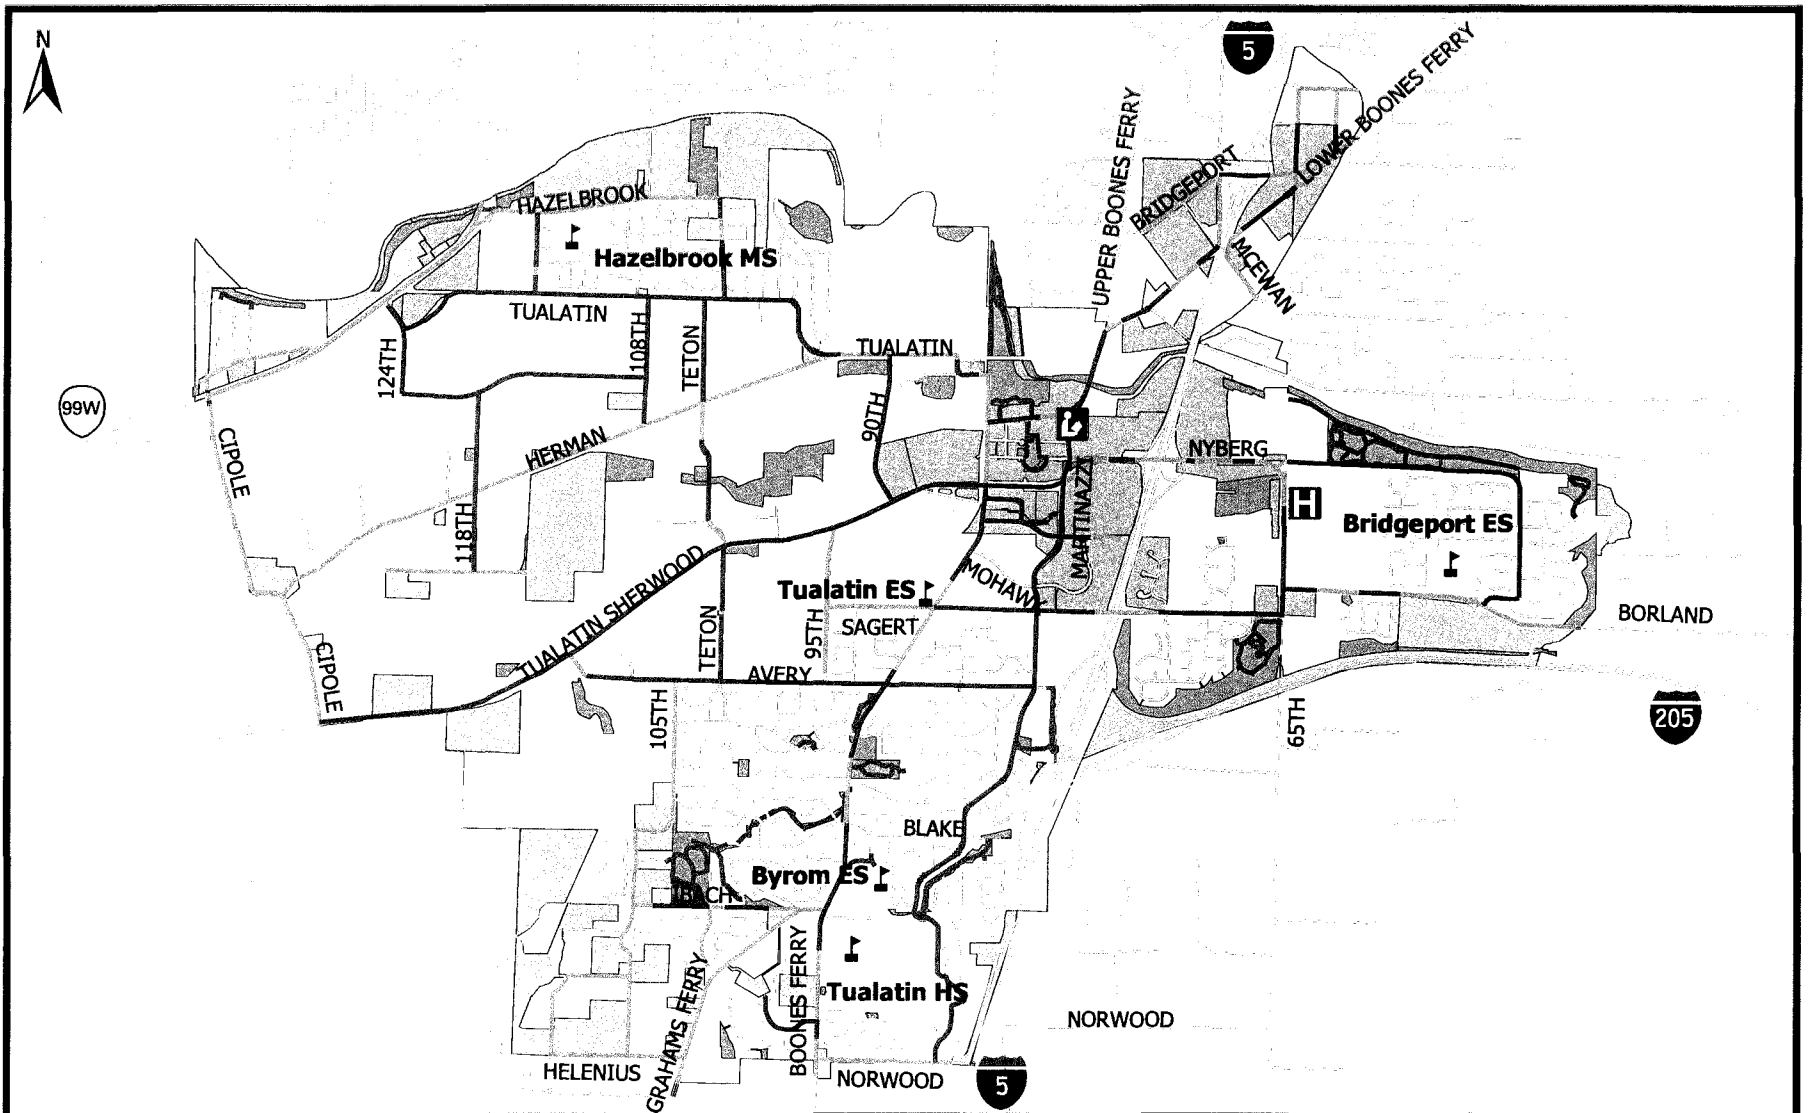 N
5
LOWER BOONES FERRY
UPPER BOONES FERRY
BRIDGEPORT
HAZELBROOK
Hazelbrook MS
MCEWAN
TUALATIN
108TH
TETON
124TH
TUALATIN
99W
90TH
CIPOLE
HERMAN
NYBERG
MARTINAZZI
H
Bridgeport ES
118TH
TUALATIN SHERWOOD
MOHAWK
Tualatin ES
95TH
SAGERT
BORLAND
TETON
CIPOLE
AVERY
105TH
65TH
205
BLAKE
Byrom ES
IBACH
BOONES FERRY
GRAHAMS FERRY
Tualatin HS
NORWOOD
HELENIUS
NORWOOD
5